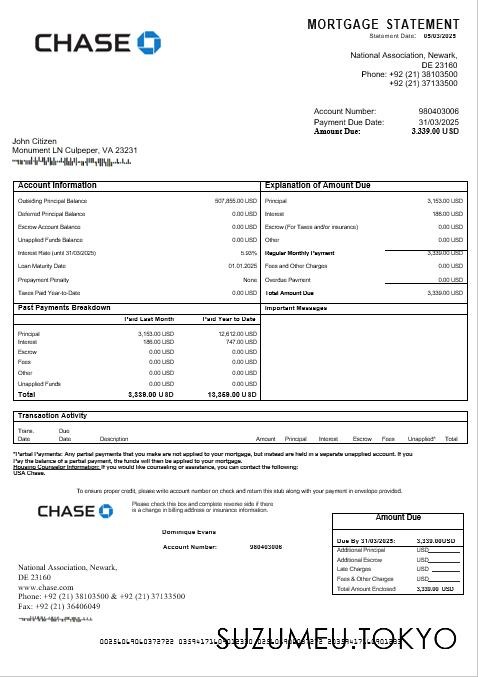 CHASE
MORTGAGE STATEMENT
Statement Date: 05/03/2025
National Association, Newark,
DE 23160
Phone: +92 (21) 38103500
+92 (21) 37133500
Account Number: 980403006
Payment Due Date: 31/03/2025
Amount Due: 3.339.00 USD
John Citizen
Monument LN Culpeper, VA 23231
Account Information
Outsiding Principal Balance 507,855.00 USD
Deferred Principal Balance 0.00 USD
Escrow Account Balance 0.00 USD
Unapplied Funds Balance 0.00 USD
Interest Rate (until 31/03/2025) 5.93%
Loan Maturity Date 01.01.2025
Prepayment Penalty None
Taxes Paid Year-to-Date 0.00 USD
Explanation of Amount Due
Principal 3,153.00 USD
Interest 186.00 USD
Escrow (For Taxes and/or insurance) 0.00 USD
Other 0.00 USD
Regular Monthly Payment 3,339.00 USD
Fees and Other Charges 0.00 USD
Overdue Payment 0.00 USD
Total Amount Due 3,339.00 USD
Past Payments Breakdown
Paid Last Month Paid Year to Date
Principal 3,153.00 USD 12,612.00 USD
Interest 186.00 USD 747.00 USD
Escrow 0.00 USD 0.00 USD
Fees 0.00 USD 0.00 USD
Other 0.00 USD 0.00 USD
Unapplied Funds 0.00 USD 0.00 USD
Total 3,339.00 USD 13,359.00 USD
Important Messages
Transaction Activity
Trans. Date Due Date Description Amount Principal Interest Escrow Fees Unapplied* Total
*Partial Payments: Any partial payments that you make are not applied to your mortgage, but instead are held in a separate unapplied account. If you
Pay the balance of a partial payment, the funds will then be applied to your mortgage.
Housing Counselor Information: If you would like counseling or assistance, you can contact the following:
USA Chase.
To ensure proper credit, please write account number on check and return this stub along with your payment in envelope provided.
CHASE
Please check this box and complete reverse side if there
is a change in billing address or insurance information.
Dominique Evans
Account Number: 980403006
Amount Due
Due By 31/03/2025: 3,339.00USD
Additional Principal USD
Additional Escrow USD
Late Charges USD
Fees & Other Charges USD
Total Amount Enclosed 3,339.00 USD
National Association, Newark,
DE 23160
www.chase.com
Phone: +92 (21) 38103500 & +92 (21) 37133500
Fax: +92 (21) 36406049
SUZUMEU.TOKYO